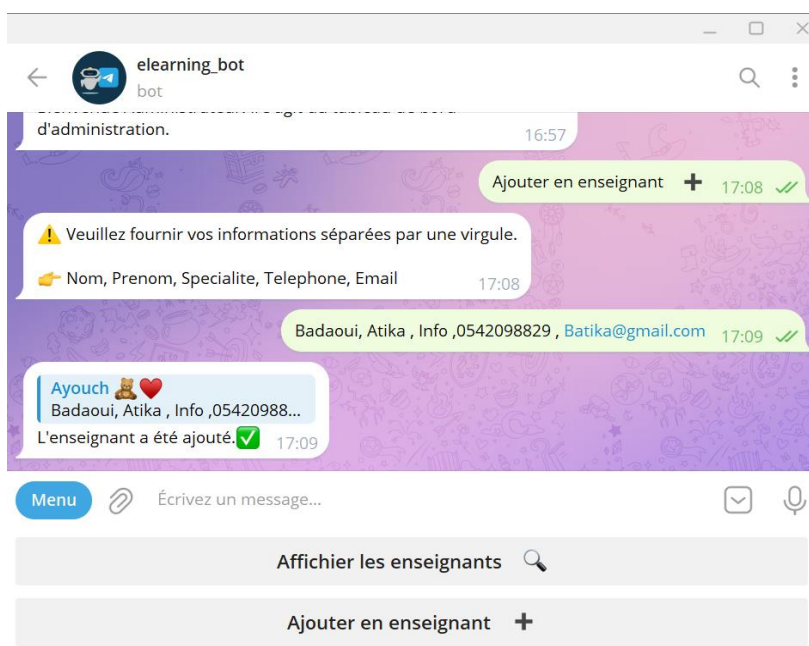 elearning_bot
bot
d'administration.
16:57
Ajouter en enseignant ➕ 17:08
⚠️ Veuillez fournir vos informations séparées par une virgule.
👉 Nom, Prenom, Specialite, Telephone, Email
17:08
Badaoui, Atika , Info ,0542098829 , Batika@gmail.com 17:09
Ayouch 🧸❤️
Badaoui, Atika , Info ,05420988...
L'enseignant a été ajouté.✅ 17:09
Menu
Écrivez un message...
Affichier les enseignants 🔍
Ajouter en enseignant ➕